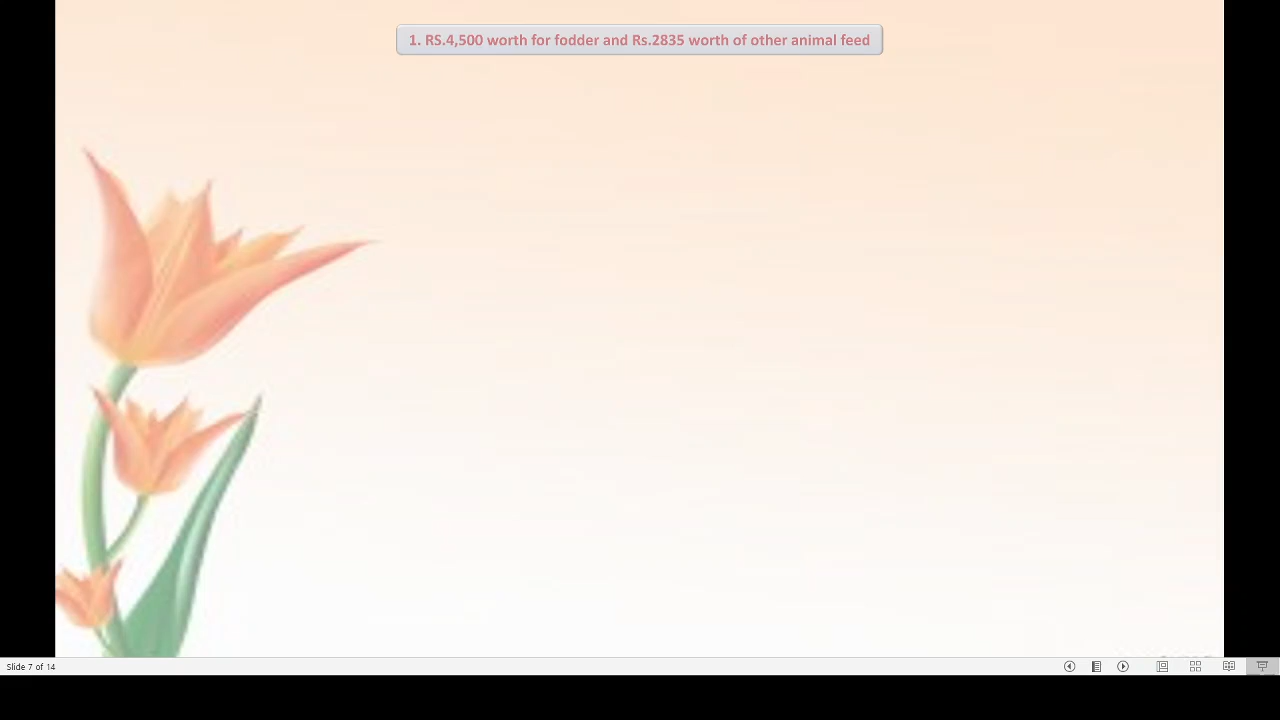 1. RS.4,500 worth for fodder and Rs.2835 worth of other animal feed
Slide 7 of 14